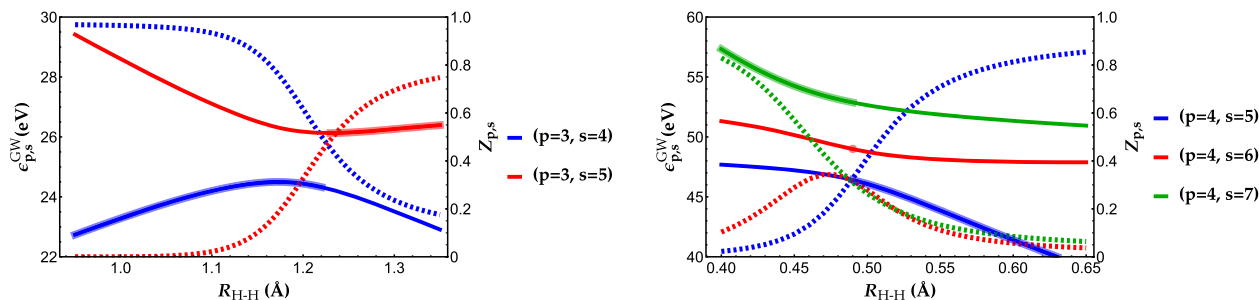 30
28
26
24
22
1.0
0.8
0.6
0.4
0.2
0
1.0 1.1 1.2 1.3
R_H-H (Å)
ϵ^GW_p,s (eV)
Z_p,s
(p=3, s=4)
(p=3, s=5)
60
55
50
45
40
1.0
0.8
0.6
0.4
0.2
0
0.40 0.45 0.50 0.55 0.60 0.65
R_H-H (Å)
ϵ^GW_p,s (eV)
Z_p,s
(p=4, s=5)
(p=4, s=6)
(p=4, s=7)